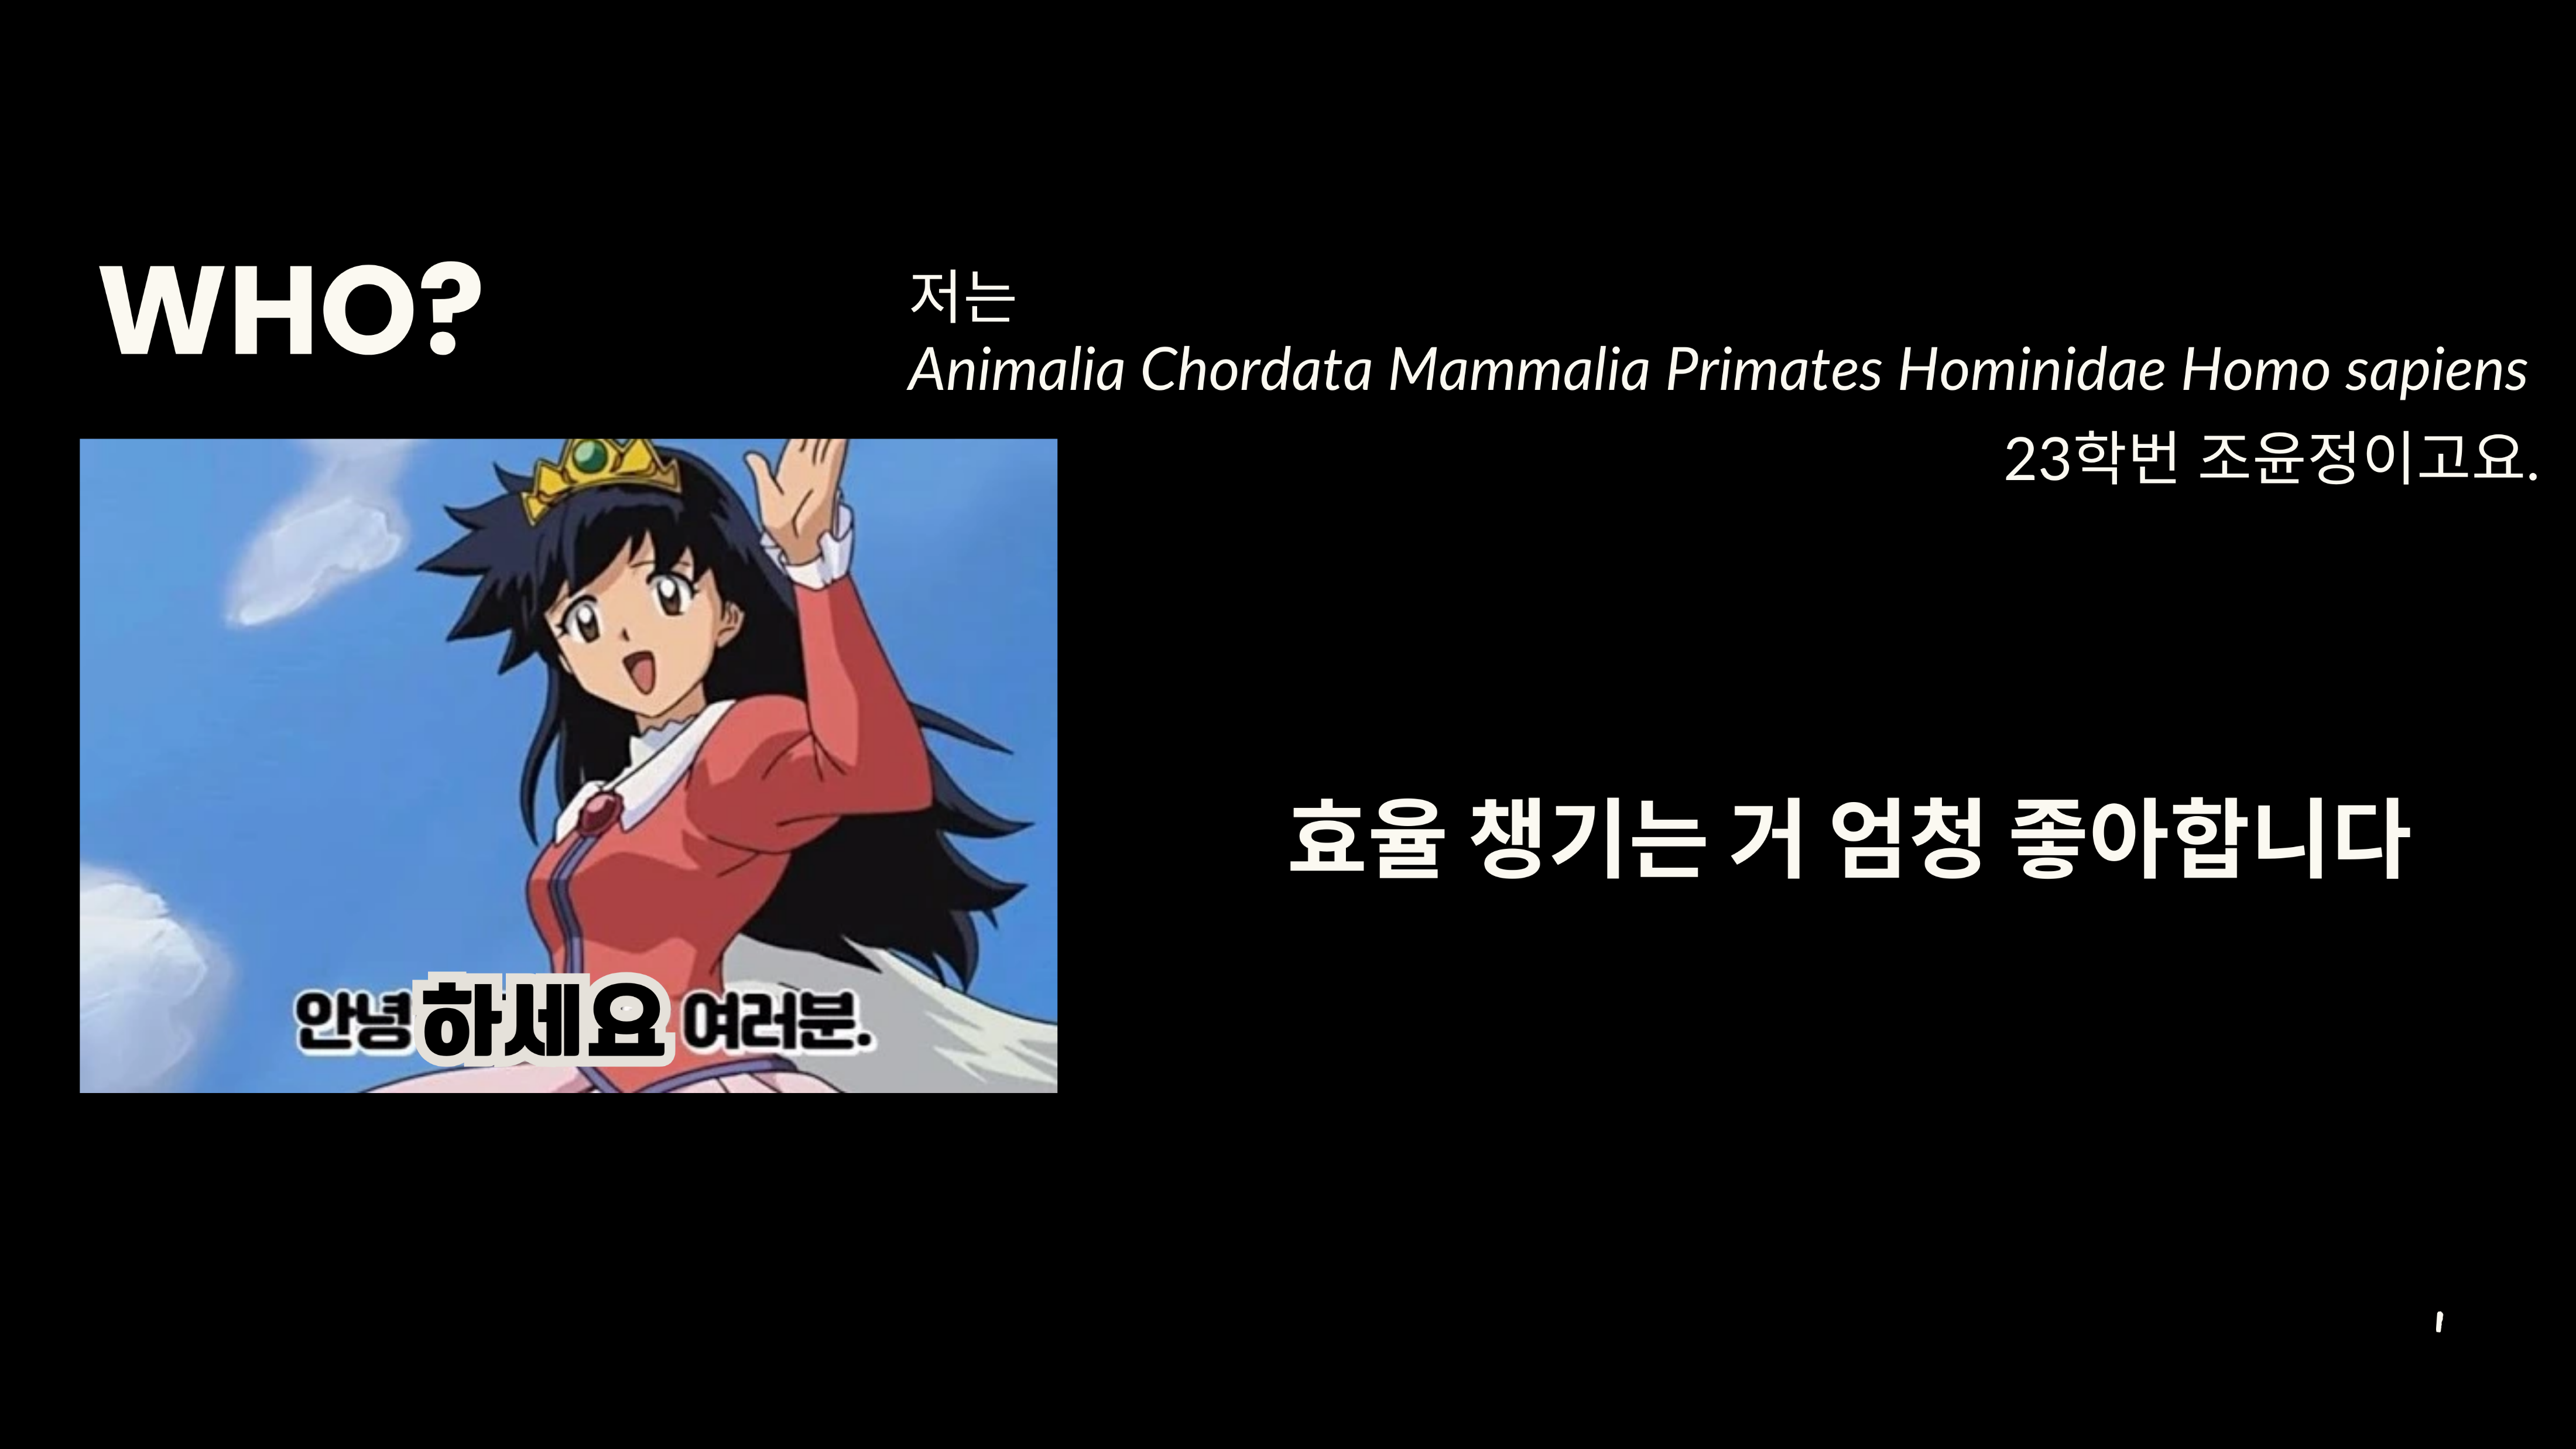 WHO?
저는
Animalia Chordata Mammalia Primates Hominidae Homo sapiens
23학번 조윤정이고요.
효율 챙기는 거 엄청 좋아합니다
안녕하세요 여러분.